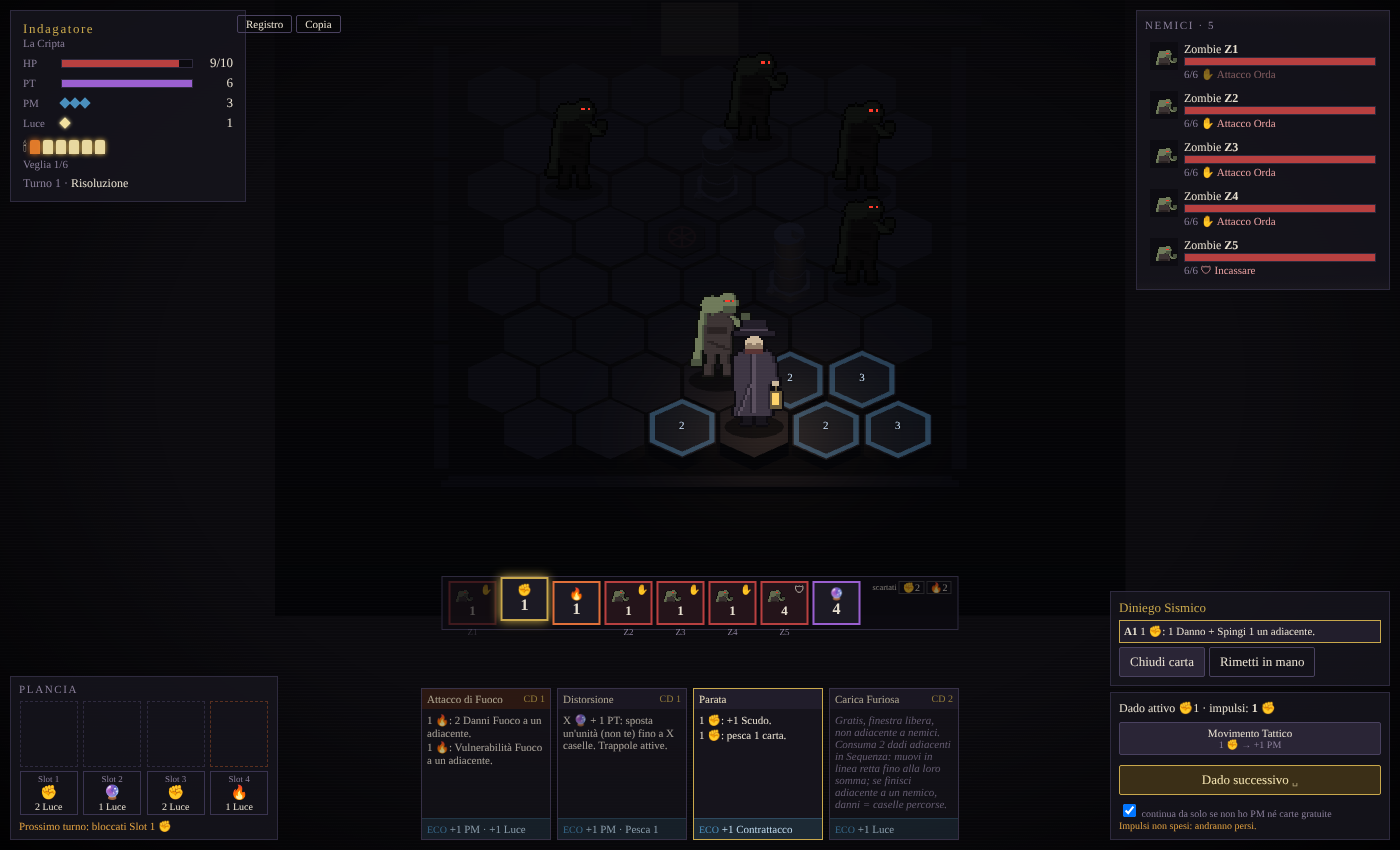 Indagatore
La Cripta
HP 9/10
PT 6
PM 3
Luce 1
Veglia 1/6
Turno 1 · Risoluzione
Registro
Copia
NEMICI · 5
Zombie Z1
6/6 ✋ Attacco Orda
Zombie Z2
6/6 ✋ Attacco Orda
Zombie Z3
6/6 ✋ Attacco Orda
Zombie Z4
6/6 ✋ Attacco Orda
Zombie Z5
6/6 🛡 Incassare
2
3
2
2
3
1
1
1
1
1
1
4
4
scartati ✊2 🔥2
Z1
Z2
Z3
Z4
Z5
PLANCIA
Slot 1
✊
2 Luce
Slot 2
🔮
1 Luce
Slot 3
✊
2 Luce
Slot 4
🔥
1 Luce
Prossimo turno: bloccati Slot 1 ✊
Attacco di Fuoco CD 1
1 🔥: 2 Danni Fuoco a un
adiacente.
1 🔥: Vulnerabilità Fuoco
a un adiacente.
ECO +1 PM · +1 Luce
Distorsione CD 1
X 🔮 + 1 PT: sposta
un'unità (non te) fino a X
caselle. Trappole attive.
ECO +1 PM · Pesca 1
Parata
1 ✊: +1 Scudo.
1 ✊: pesca 1 carta.
ECO +1 Contrattacco
Carica Furiosa CD 2
Gratis, finestra libera,
non adiacente a nemici.
Consuma 2 dadi adiacenti
in Sequenza: muovi in
linea retta fino alla loro
somma; se finisci
adiacente a un nemico,
danni = caselle percorse.
ECO +1 Luce
Diniego Sismico
A1 1 ✊: 1 Danno + Spingi 1 un adiacente.
Chiudi carta
Rimetti in mano
Dado attivo ✊1 · impulsi: 1 ✊
Movimento Tattico
1 ✊ → +1 PM
Dado successivo ␣
continua da solo se non ho PM né carte gratuite
Impulsi non spesi: andranno persi.